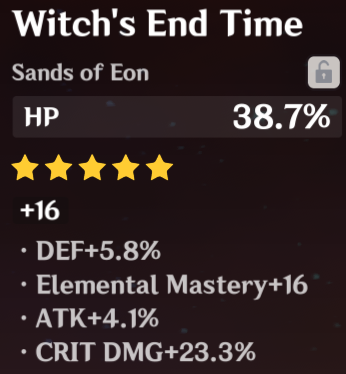 Witch's End Time
Sands of Eon
HP 38.7%
+16
· DEF+5.8%
· Elemental Mastery+16
· ATK+4.1%
· CRIT DMG+23.3%